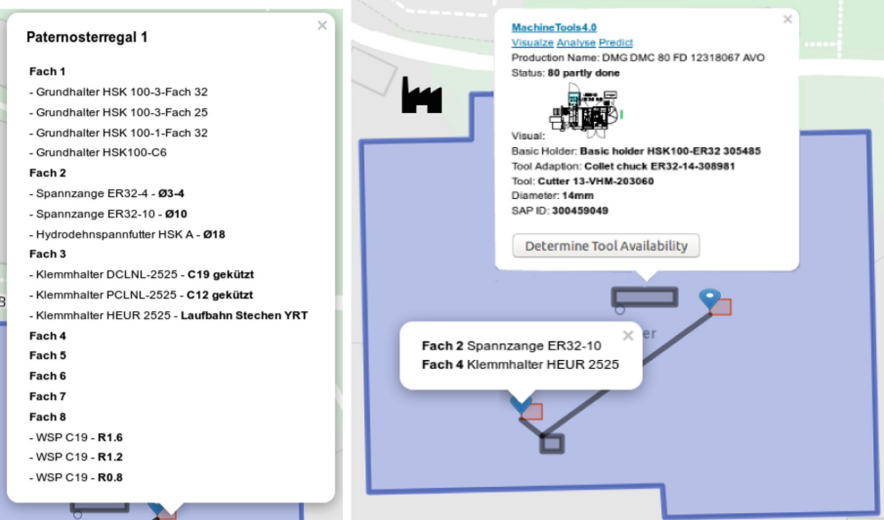 Paternosterregal 1
Fach 1
- Grundhalter HSK 100-3-Fach 32
- Grundhalter HSK 100-3-Fach 25
- Grundhalter HSK 100-1-Fach 32
- Grundhalter HSK100-C6
Fach 2
- Spannzange ER32-4 - Ø3-4
- Spannzange ER32-10 - Ø10
- Hydrodehnspannfutter HSK A - Ø18
Fach 3
- Klemmhalter DCLNL-2525 - C19 gekützt
- Klemmhalter PCLNL-2525 - C12 gekützt
- Klemmhalter HEUR 2525 - Laufbahn Stechen YRT
Fach 4
Fach 5
Fach 6
Fach 7
Fach 8
- WSP C19 - R1.6
- WSP C19 - R1.2
- WSP C19 - R0.8
MachineTools4.0
Visualze Analyse Predict
Production Name: DMG DMC 80 FD 12318067 AVO
Status: 80 partly done
Visual:
Basic Holder: Basic holder HSK100-ER32 305485
Tool Adaption: Collet chuck ER32-14-308981
Tool: Cutter 13-VHM-203060
Diameter: 14mm
SAP ID: 300459049
Determine Tool Availability
er
Fach 2 Spannzange ER32-10
Fach 4 Klemmhalter HEUR 2525